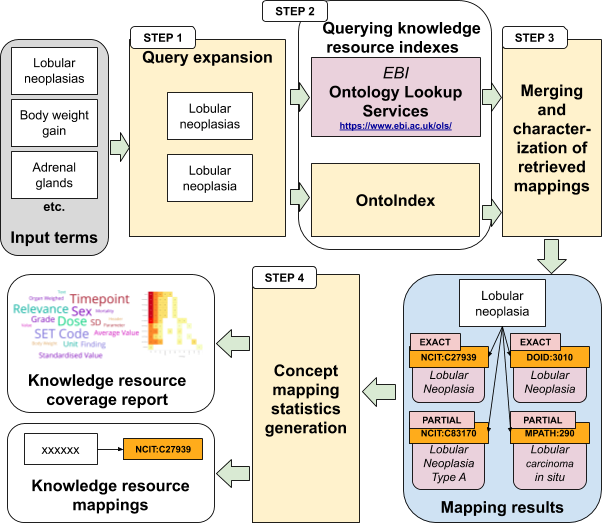 Lobular
neoplasias
Body weight
gain
Adrenal
glands
etc.
Input terms
STEP 1
Query expansion
Lobular
neoplasias
Lobular
neoplasia
STEP 2
Querying knowledge
resource indexes
EBI
Ontology Lookup
Services
https://www.ebi.ac.uk/ols/
OntoIndex
STEP 3
Merging
and
character-
ization of
retrieved
mappings
Lobular
neoplasia
EXACT
NCIT:C27939
Lobular
Neoplasia
EXACT
DOID:3010
Lobular
Neoplasia
PARTIAL
NCIT:C83170
Lobular
Neoplasia
Type A
PARTIAL
MPATH:290
Lobular
carcinoma
in situ
Mapping results
STEP 4
Concept
mapping
statistics
generation
Organ Weighed
Timepoint
Relevance
Sex
Mortality
Grade
Dose
SD
Parameter
SET Code
Average Value
Unit Finding
Standardised Value
Knowledge resource
coverage report
xxxxxx
NCIT:C27939
Knowledge resource
mappings